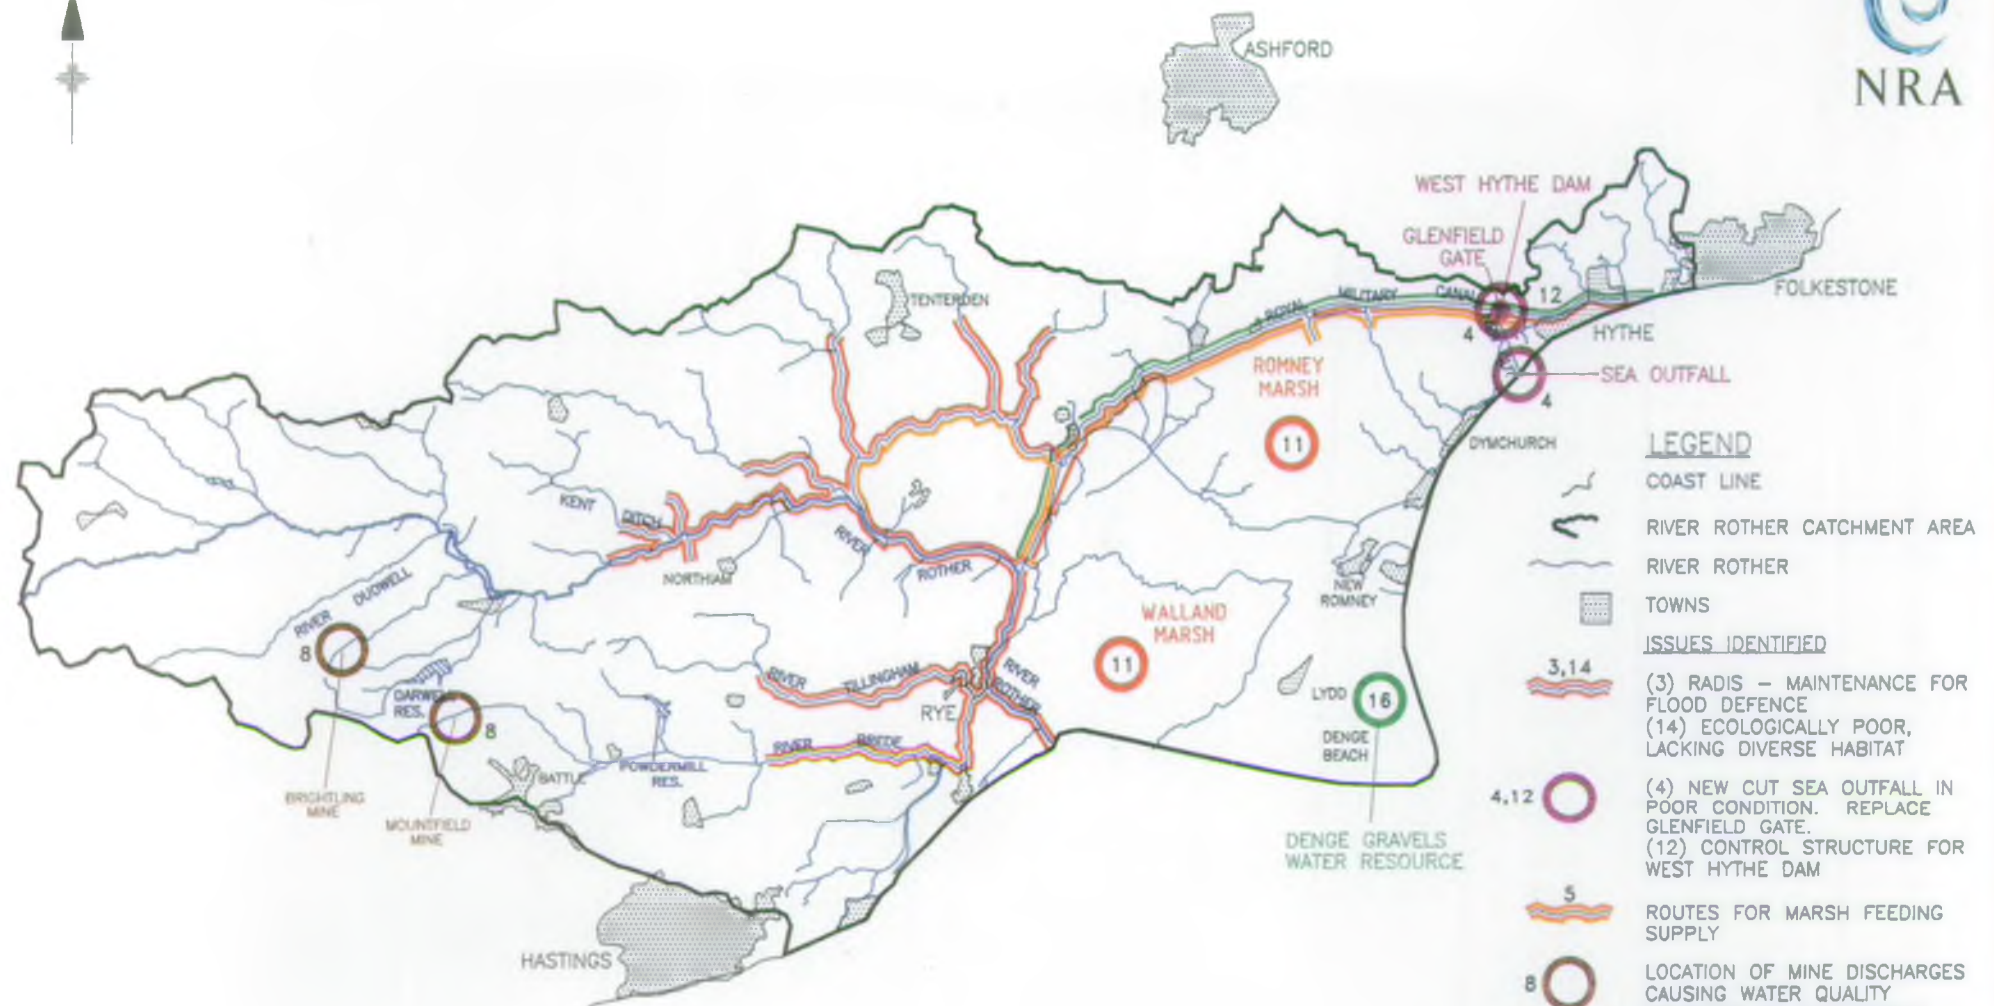 NRA
ASHFORD
WEST HYTHE DAM
GLENFIELD
GATE
12
FOLKESTONE
TENTERDEN
ROYAL MILITARY CANAL
4
HYTHE
ROMNEY
MARSH
SEA OUTFALL
4
11
DYMCHURCH
KENT DITCH
RIVER ROTHER
NORTHIAM
NEW
ROMNEY
RIVER DUDWELL
WALLAND
MARSH
8
11
RIVER TILLINGHAM
RIVER ROTHER
DARWELL
RES.
LYDD
16
RYE
8
DENGE
BEACH
RIVER BREDE
POWDERMILL
RES.
BATTLE
BRIGHTLING
MINE
MOUNTFIELD
MINE
DENGE GRAVELS
WATER RESOURCE
HASTINGS
LEGEND
COAST LINE
RIVER ROTHER CATCHMENT AREA
RIVER ROTHER
TOWNS
ISSUES IDENTIFIED
3,14
(3) RADIS – MAINTENANCE FOR
FLOOD DEFENCE
(14) ECOLOGICALLY POOR,
LACKING DIVERSE HABITAT
4,12
(4) NEW CUT SEA OUTFALL IN
POOR CONDITION. REPLACE
GLENFIELD GATE.
(12) CONTROL STRUCTURE FOR
WEST HYTHE DAM
5
ROUTES FOR MARSH FEEDING
SUPPLY
8
LOCATION OF MINE DISCHARGES
CAUSING WATER QUALITY